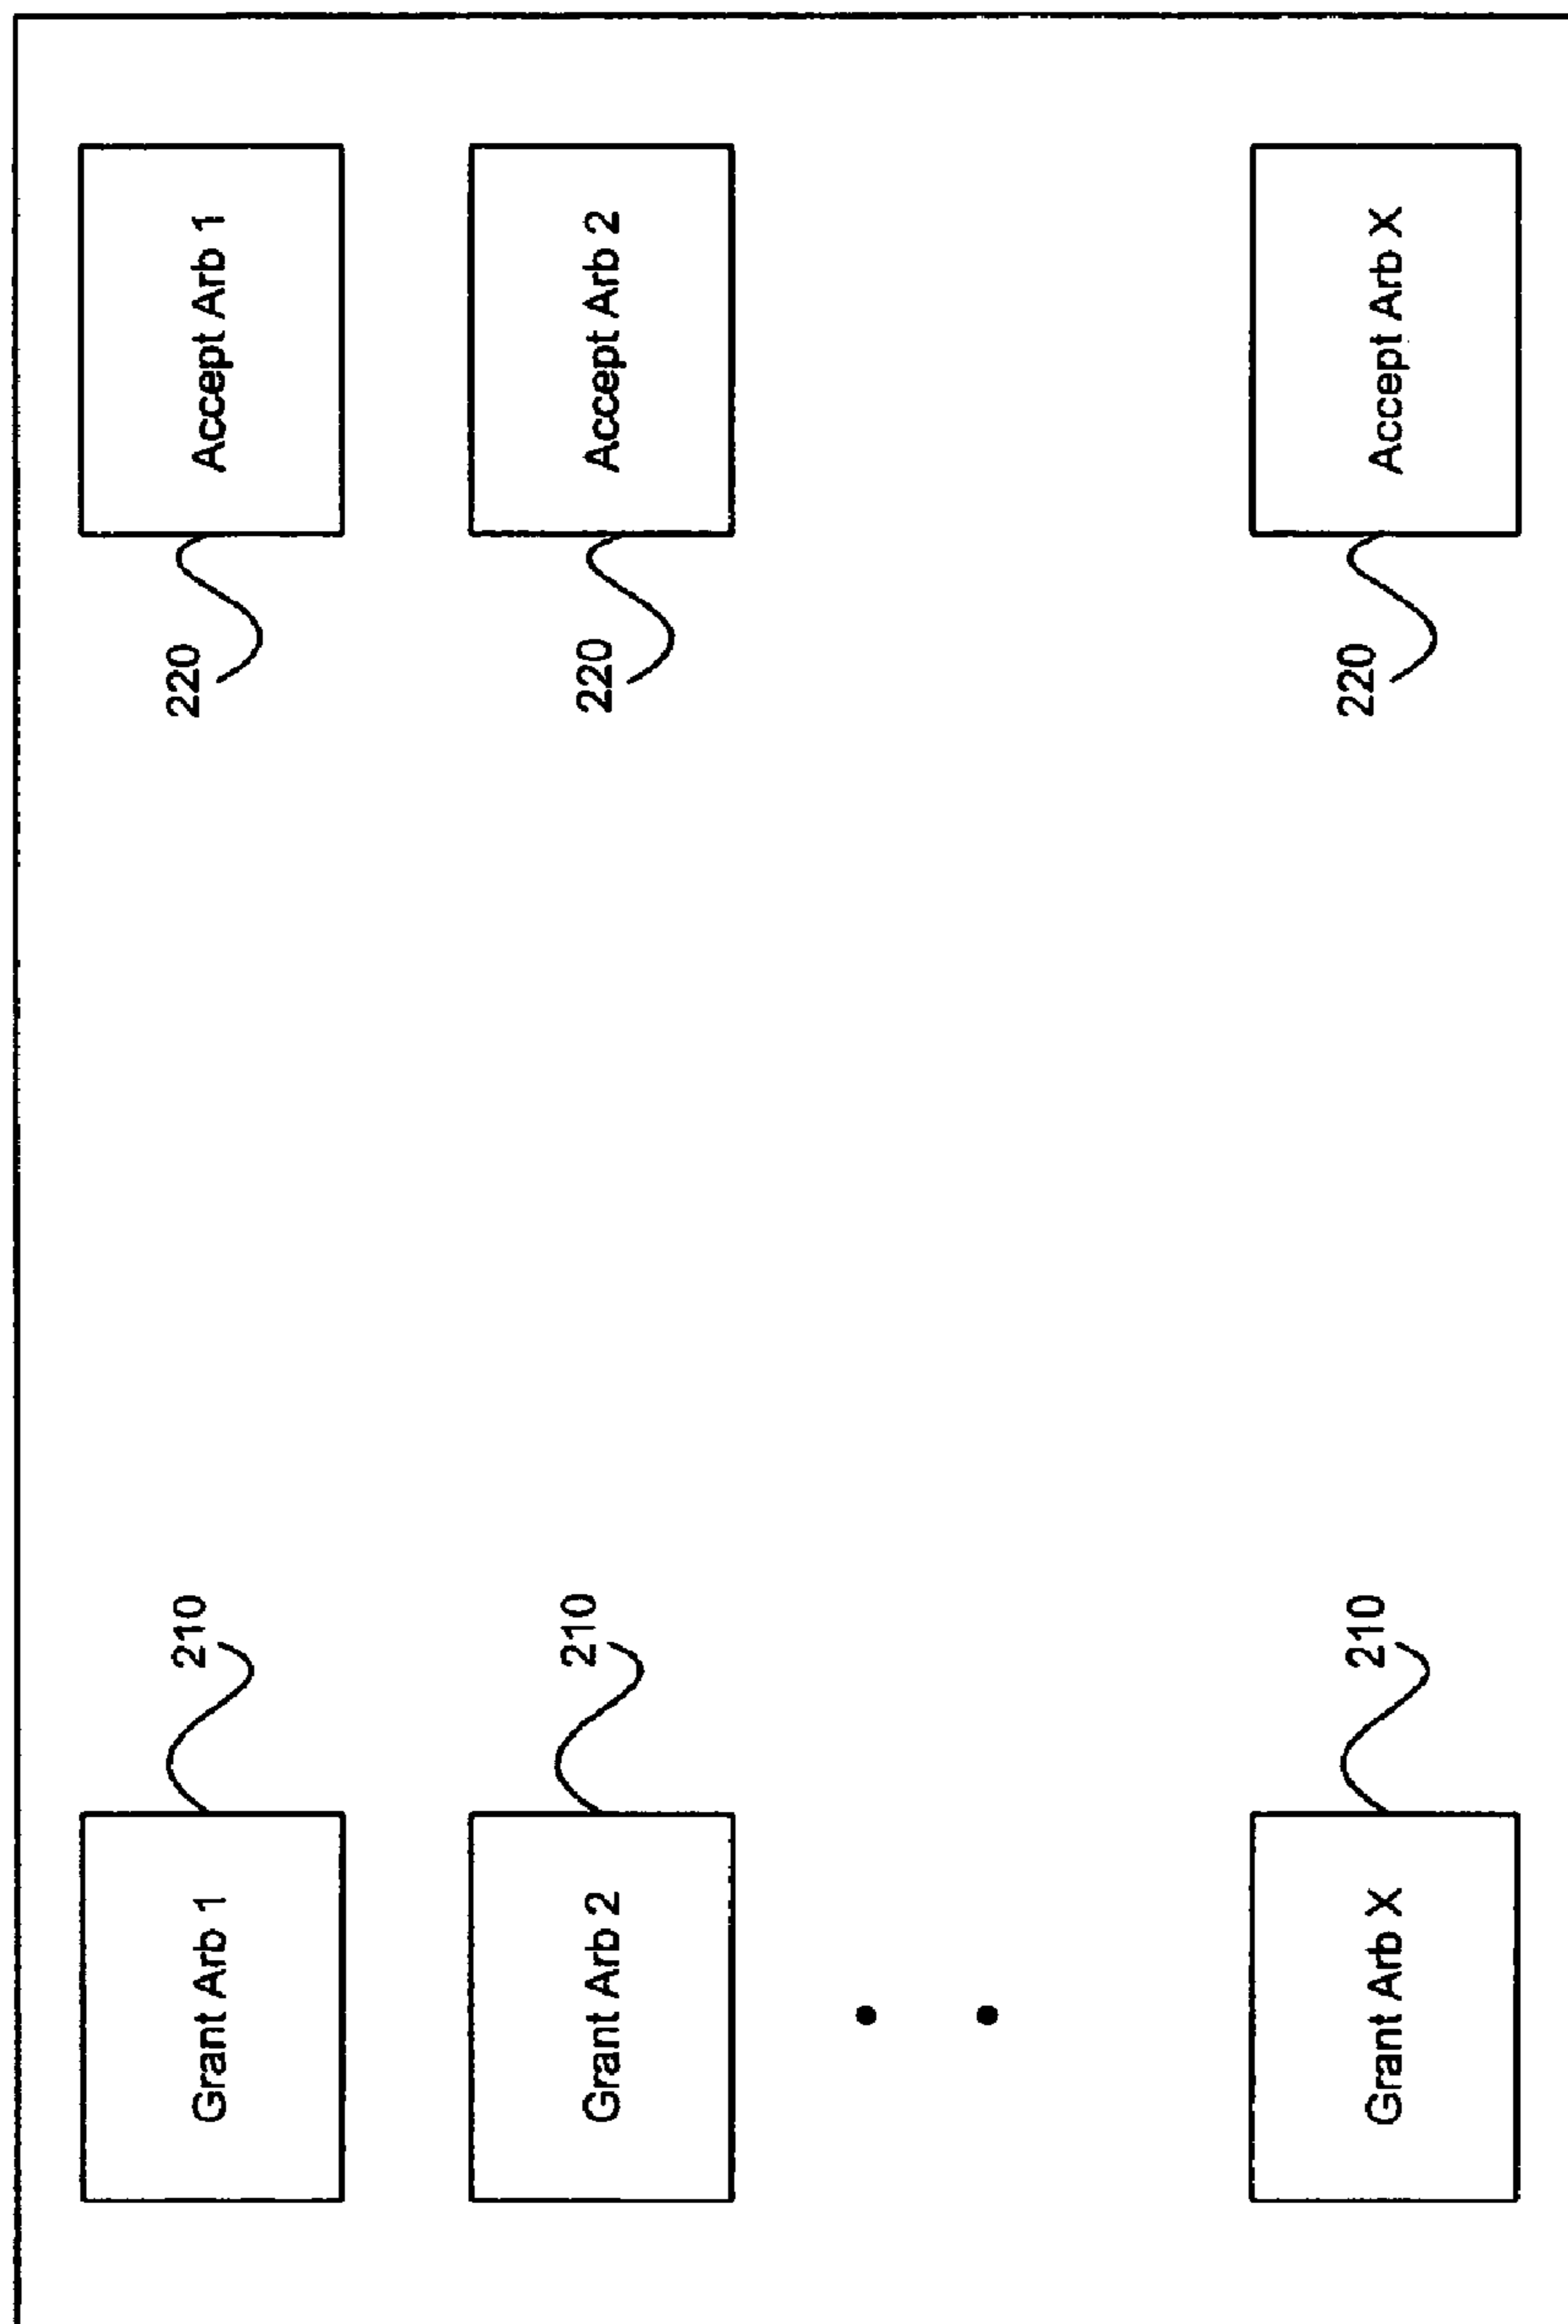 Grant Arb 1
210
220
Accept Arb 1
Grant Arb 2
210
220
Accept Arb 2
Grant Arb X
210
220
Accept Arb X